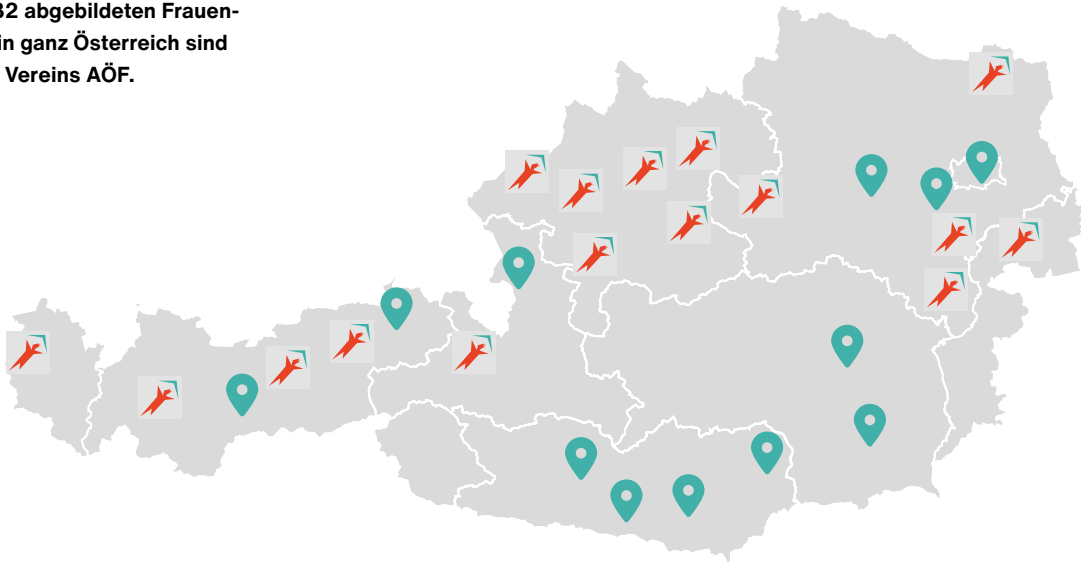 32 abgebildeten Frauen-
in ganz Österreich sind
Vereins AÖF.